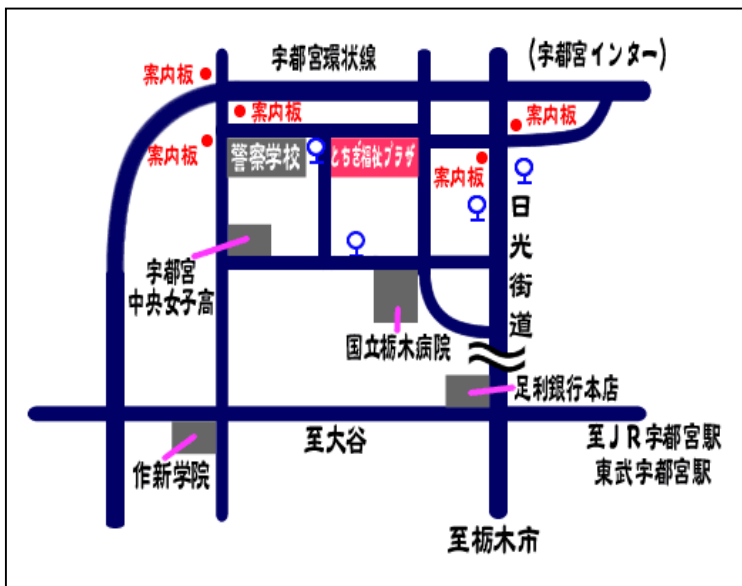 宇都宮環状線
(宇都宮インター)
案内板
案内板
案内板
案内板
案内板
警察学校
とちぎ福祉プラザ
日光街道
宇都宮
中央女子高
国立栃木病院
足利銀行本店
至大谷
至JR宇都宮駅
東武宇都宮駅
作新学院
至栃木市